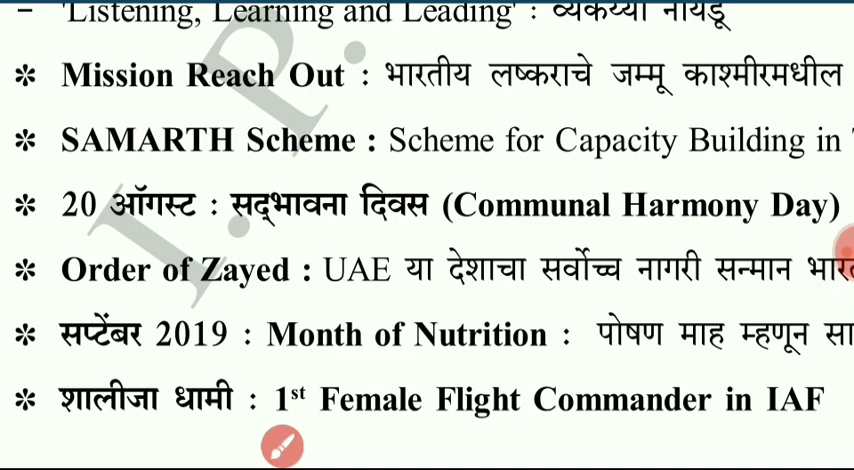 – 'Listening, Learning and Leading' : व्यंकय्या नायडू
* Mission Reach Out : भारतीय लष्कराचे जम्मू काश्मीरमधील
* SAMARTH Scheme : Scheme for Capacity Building in
* 20 ऑगस्ट : सद्‌भावना दिवस (Communal Harmony Day)
* Order of Zayed : UAE या देशाचा सर्वोच्च नागरी सन्मान
* सप्टेंबर 2019 : Month of Nutrition : पोषण माह म्हणून
* शालीजा धामी : 1st Female Flight Commander in IAF
I. P.